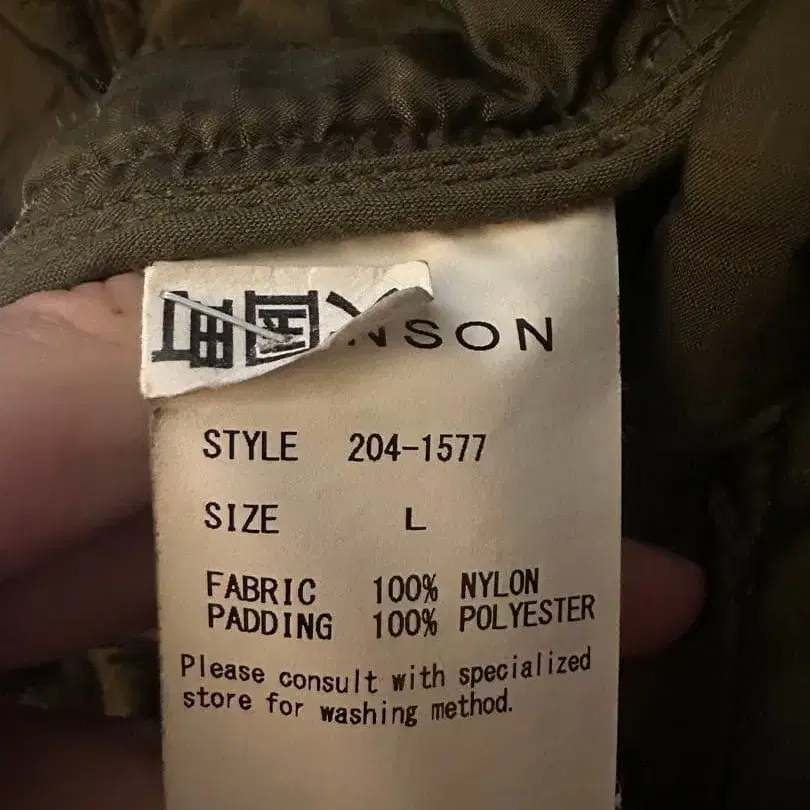 NSON
STYLE 204-1577
SIZE L
FABRIC 100% NYLON
PADDING 100% POLYESTER
Please consult with specialized
store for washing method.